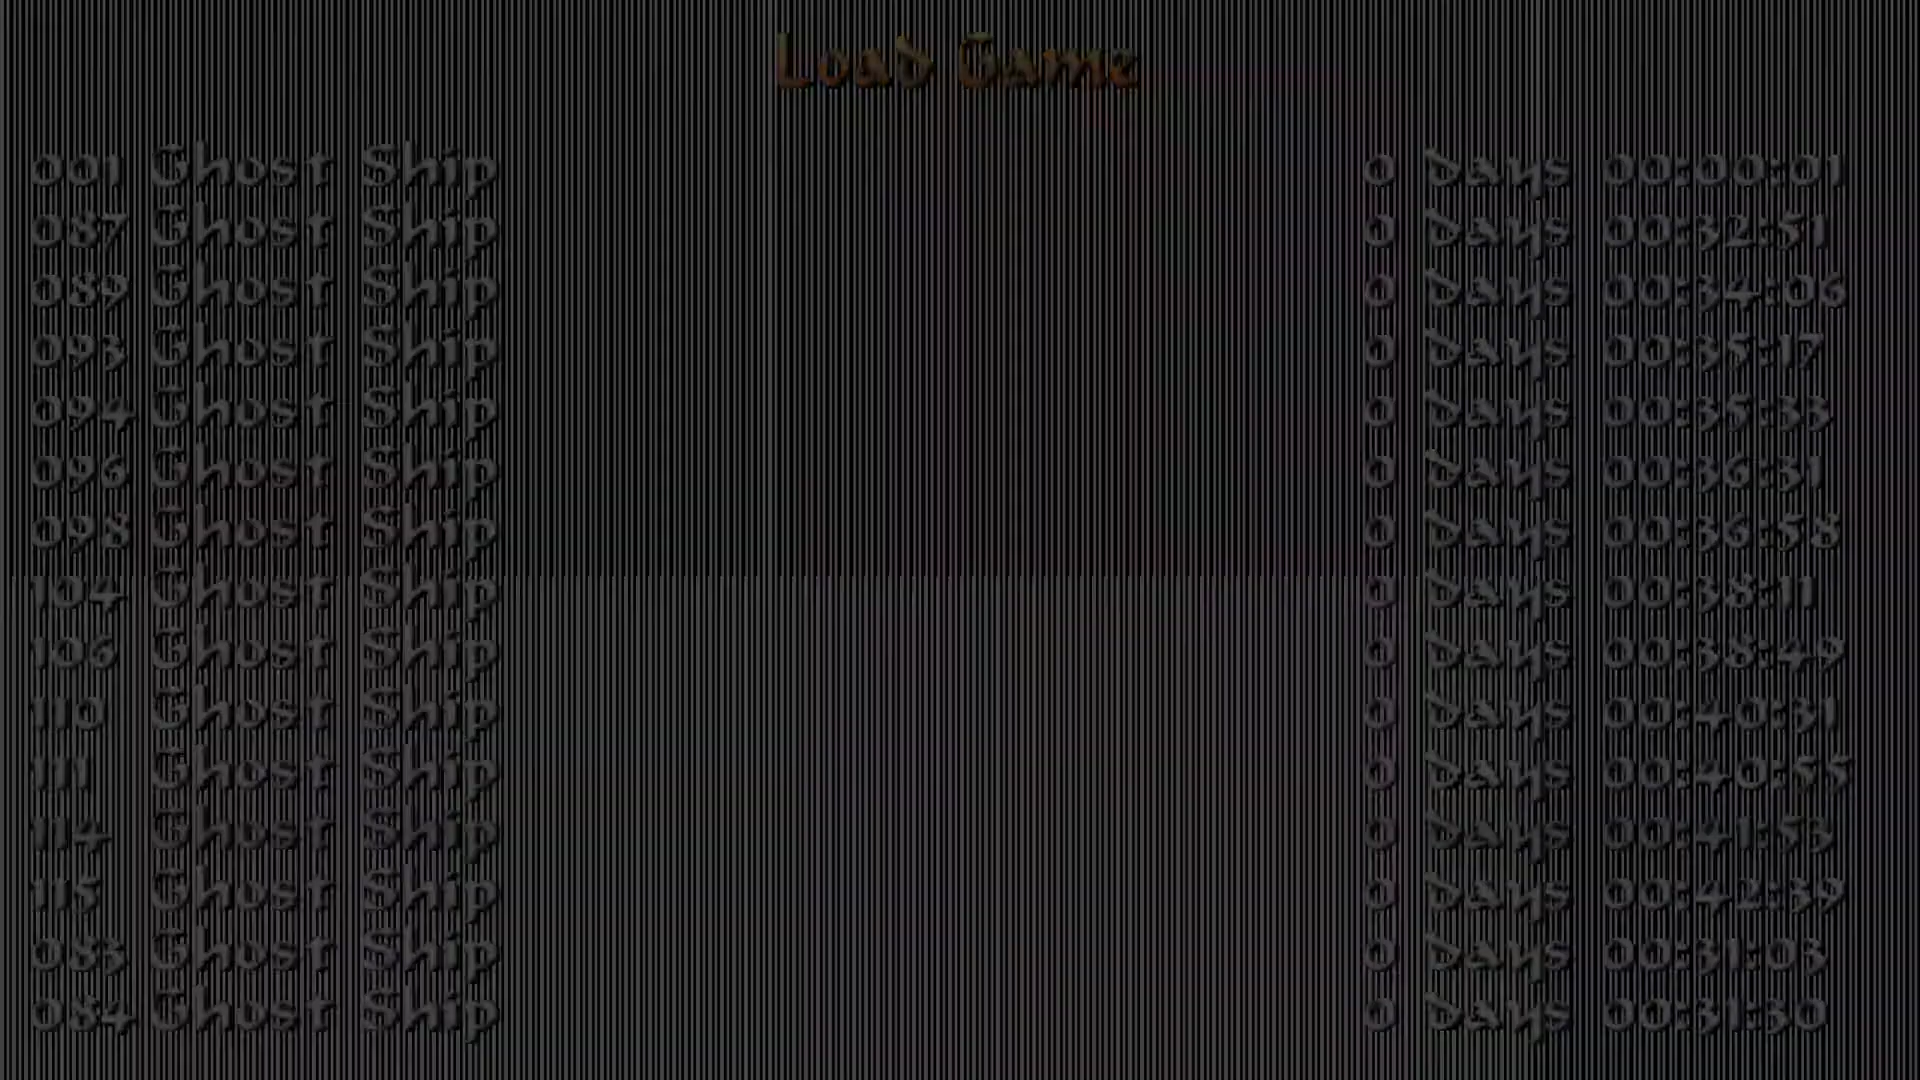 Load Game
001 Ghost Ship 0 Days 00:00:01
087 Ghost Ship 0 Days 00:32:51
089 Ghost Ship 0 Days 00:34:06
093 Ghost Ship 0 Days 00:35:17
094 Ghost Ship 0 Days 00:35:33
096 Ghost Ship 0 Days 00:36:31
098 Ghost Ship 0 Days 00:36:58
104 Ghost Ship 0 Days 00:38:11
106 Ghost Ship 0 Days 00:38:49
110 Ghost Ship 0 Days 00:40:31
111 Ghost Ship 0 Days 00:40:55
114 Ghost Ship 0 Days 00:41:53
115 Ghost Ship 0 Days 00:42:39
083 Ghost Ship 0 Days 00:31:03
084 Ghost Ship 0 Days 00:31:30